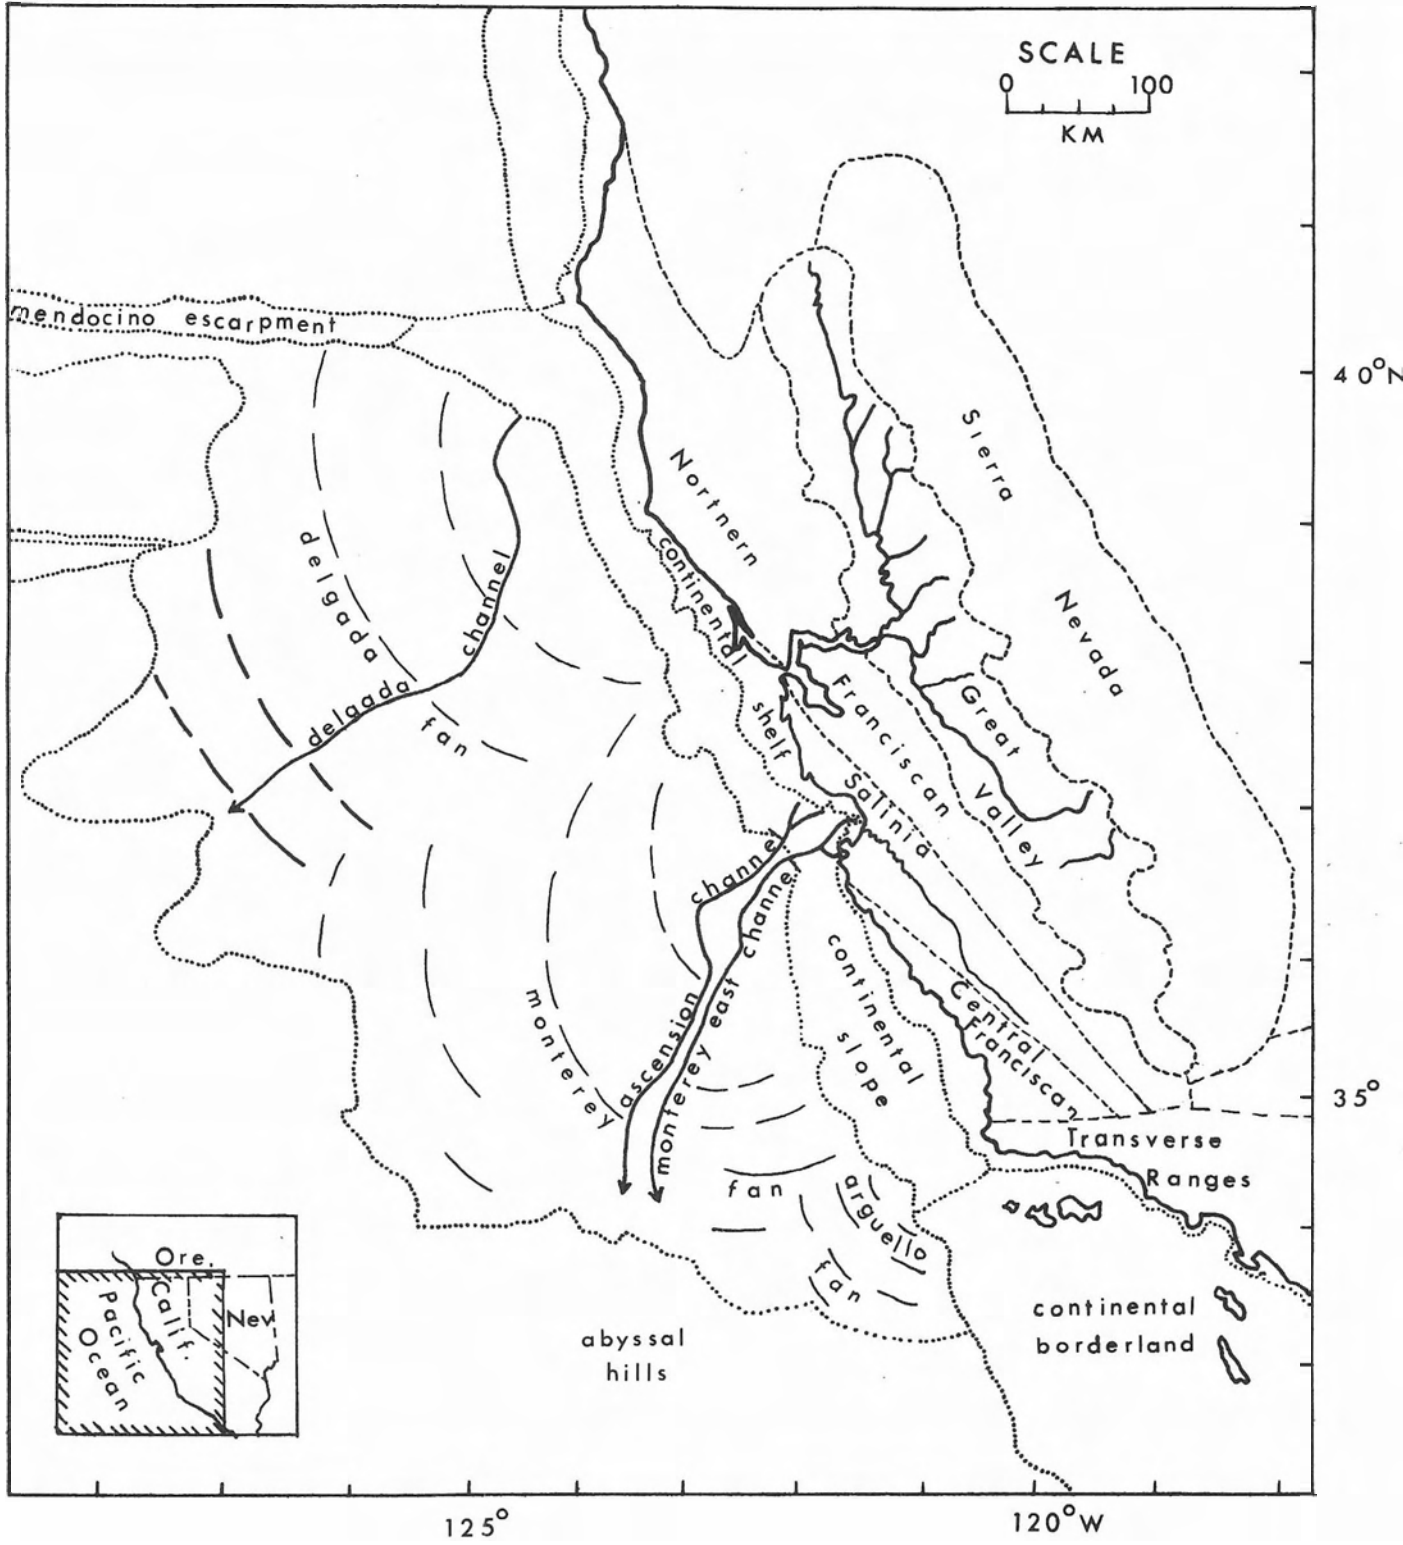 SCALE
0 100
KM
mendocino escarpment
40°N
Sierra
Nevada
Nortnern
continental
shelf
delgada
fan
delgada
channel
Franciscan
Great
Valley
Salinia
channel
ascension
channel
monterey east
monterey
fan
continental
slope
Central
Franciscan
35°
Transverse
Ranges
arguello
fan
Ore.
Calif.
Nev
Pacific
Ocean
abyssal
hills
continental
borderland
125°
120°W